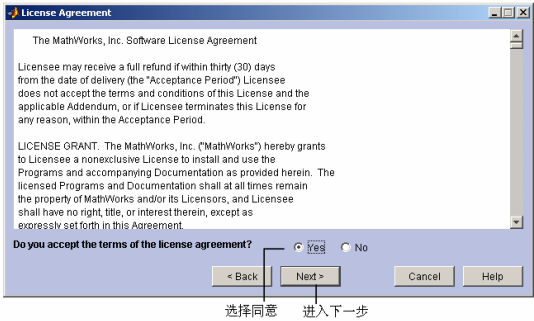 License Agreement
The MathWorks, Inc. Software License Agreement
Licensee may receive a full refund if within thirty (30) days
from the date of delivery (the "Acceptance Period") Licensee
does not accept the terms and conditions of this License and the
applicable Addendum, or if Licensee terminates this License for
any reason, within the Acceptance Period.
LICENSE GRANT.  The MathWorks, Inc. ("MathWorks") hereby grants
to Licensee a nonexclusive License to install and use the
Programs and accompanying Documentation as provided herein.  The
licensed Programs and Documentation shall at all times remain
the property of MathWorks and/or its Licensors, and Licensee
shall have no right, title, or interest therein, except as
expressly set forth in this Agreement.
Do you accept the terms of the license agreement? Yes No
< Back Next > Cancel Help
选择同意 进入下一步